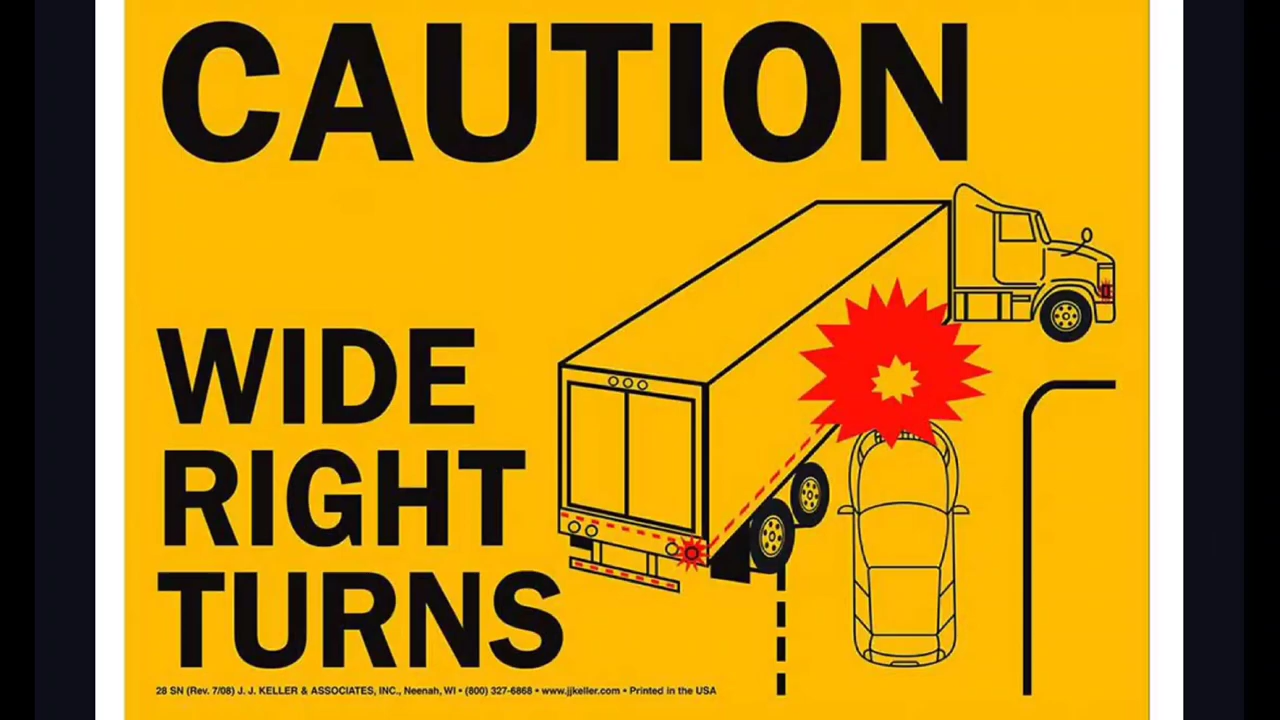 CAUTION
WIDE
RIGHT
TURNS
28 SN (Rev. 7/08) J. J. KELLER & ASSOCIATES, INC., Neenah, WI • (800) 327-6868 • www.jjkeller.com • Printed in the USA